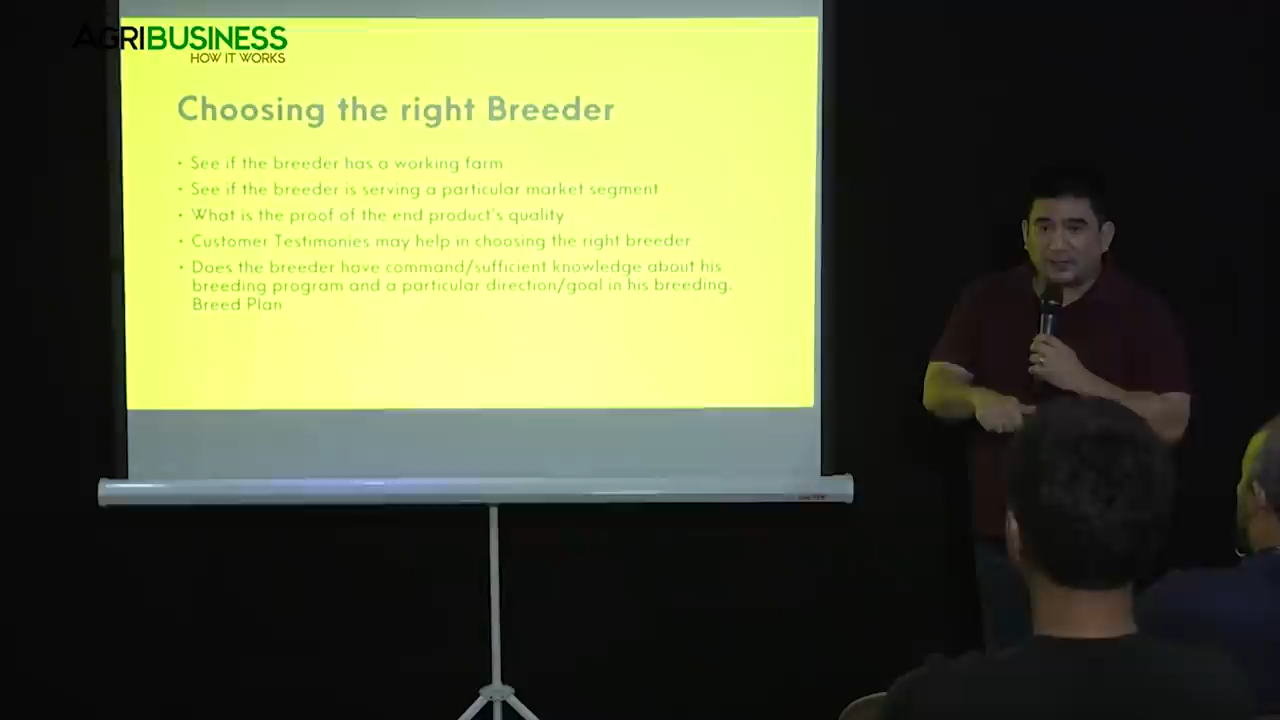 AGRIBUSINESS
HOW IT WORKS
Choosing the right Breeder
• See if the breeder has a working farm
• See if the breeder is serving a particular market segment
• What is the proof of the end product's quality
• Customer Testimonies may help in choosing the right breeder
• Does the breeder have command/sufficient knowledge about his
breeding program and a particular direction/goal in his breeding.
Breed Plan